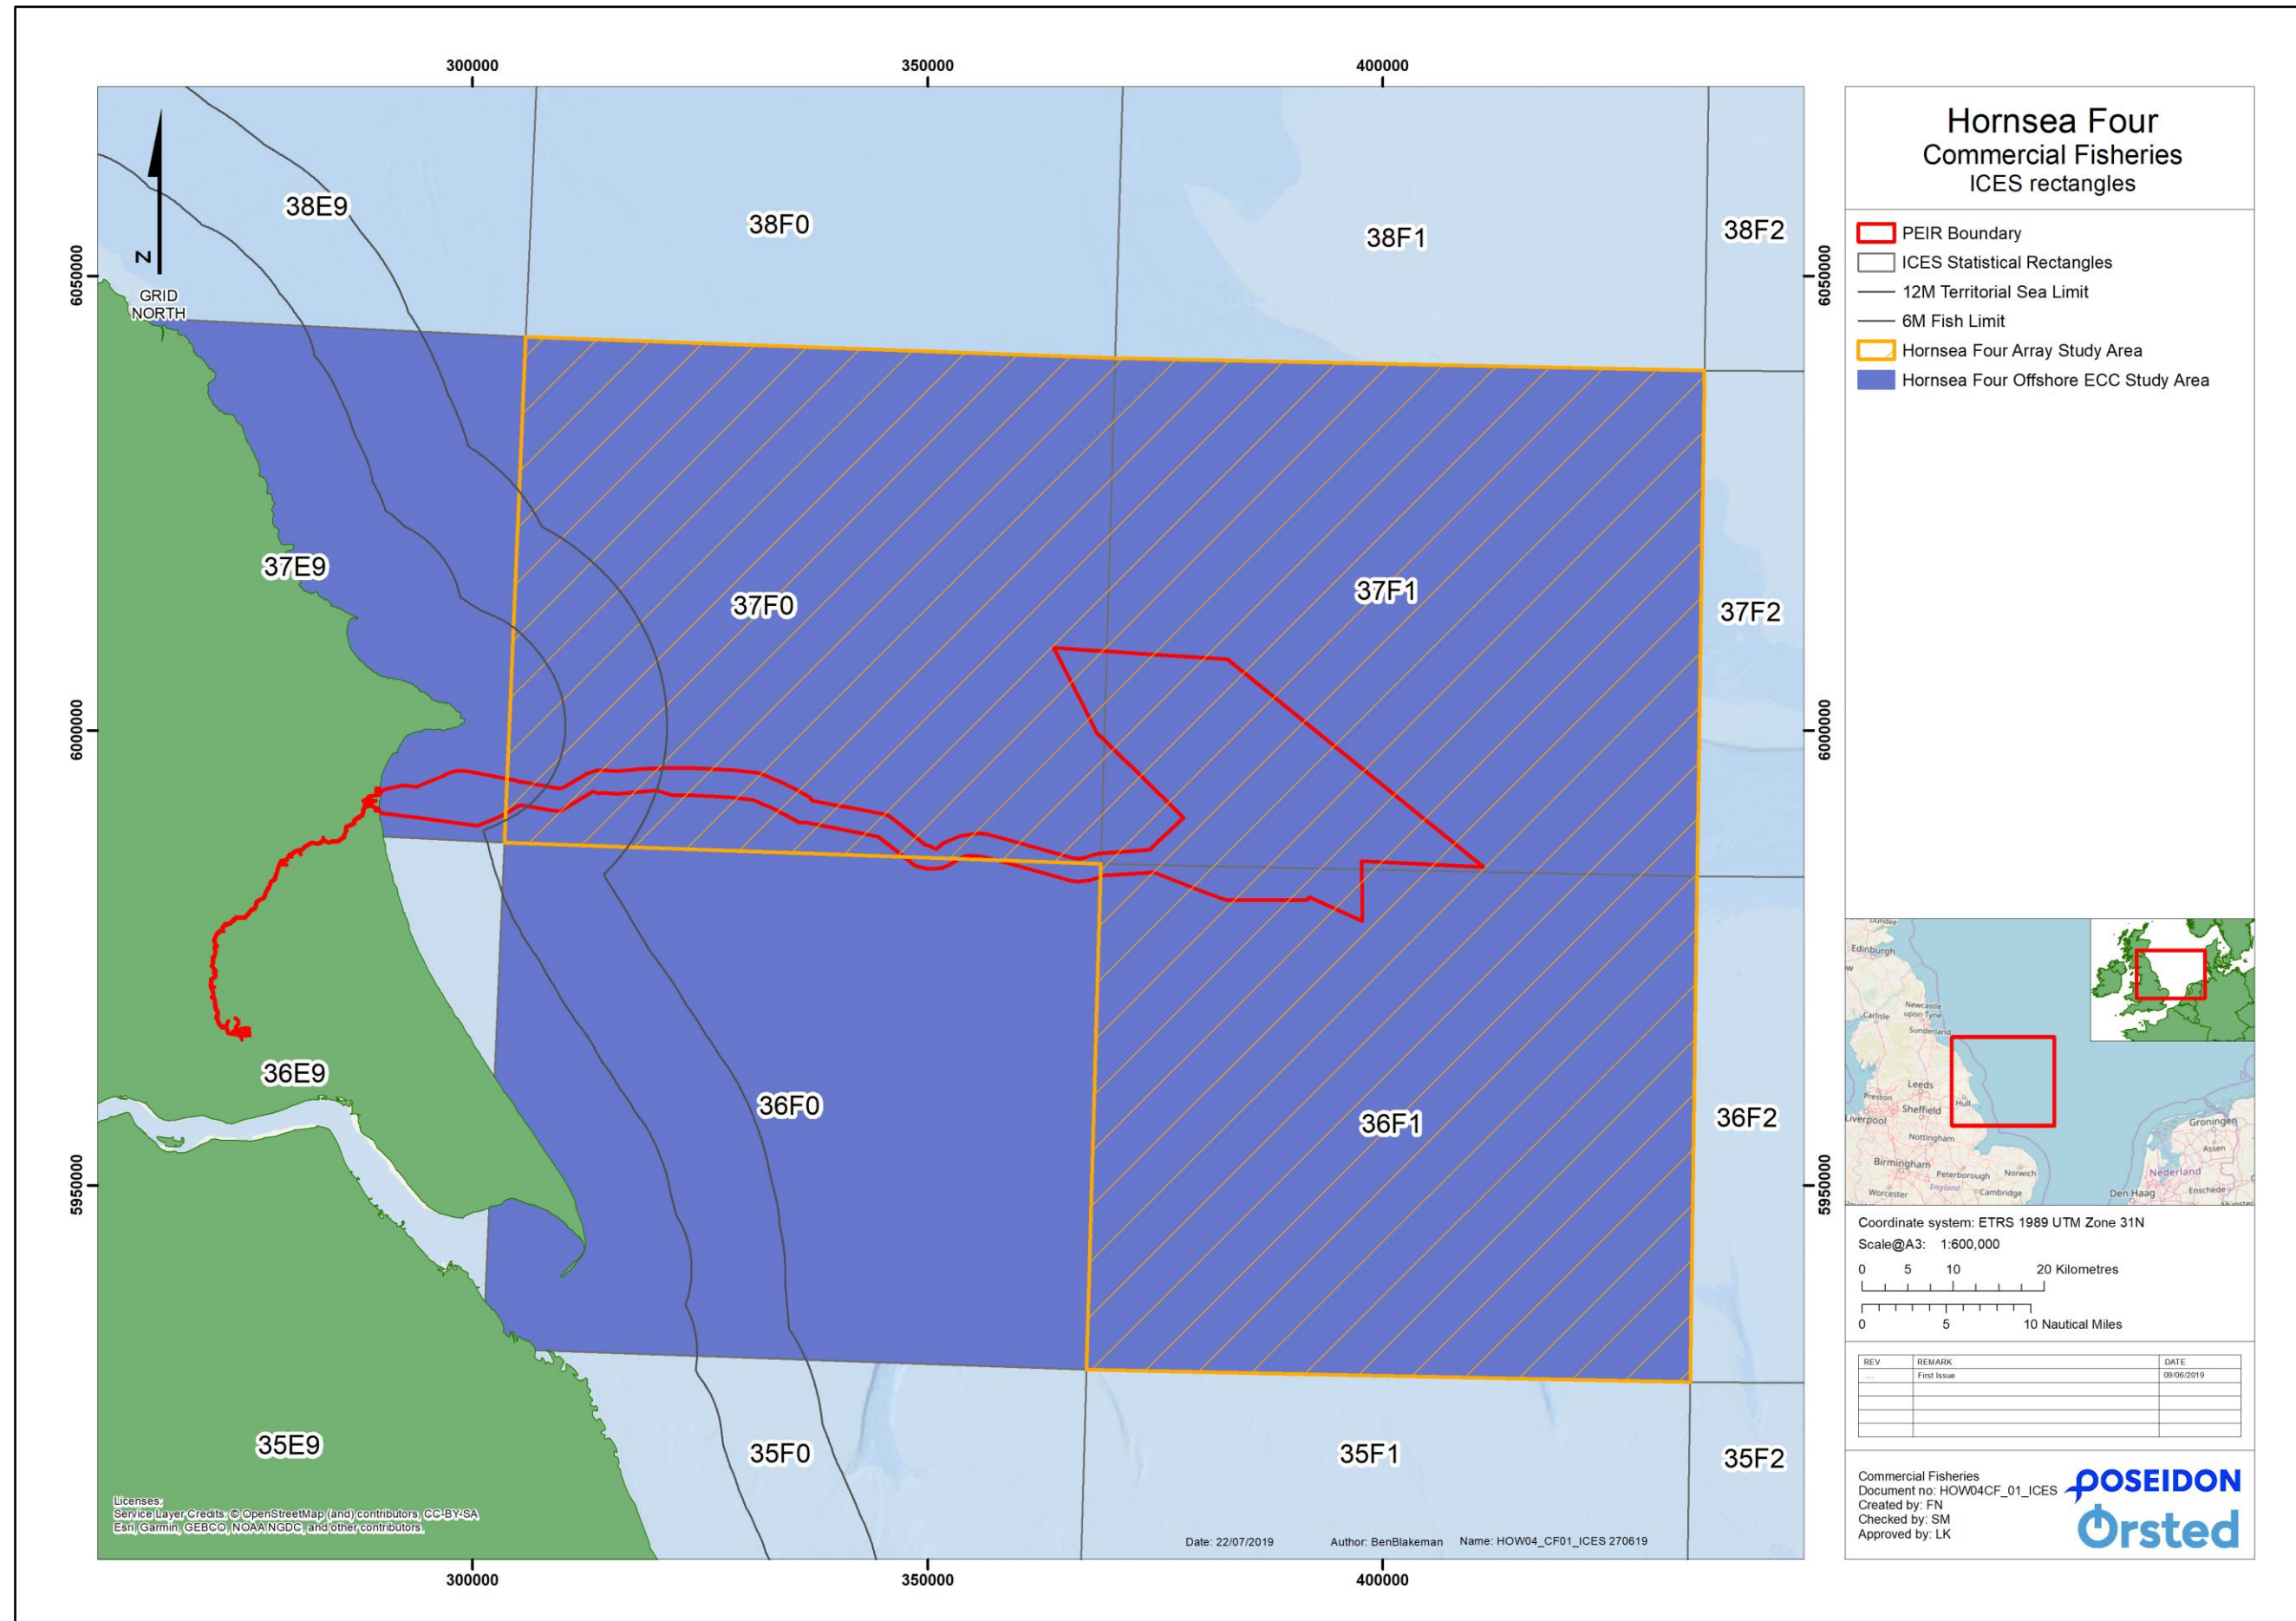 300000
350000
400000
6050000
6000000
5950000
6050000
6000000
5950000
300000
350000
400000
N
GRID
NORTH
38E9
38F0
38F1
38F2
37E9
37F0
37F1
37F2
36E9
36F0
36F1
36F2
35E9
35F0
35F1
35F2
Licenses:
Service Layer Credits: © OpenStreetMap (and) contributors, CC-BY-SA
Esri, Garmin, GEBCO, NOAA NGDC, and other contributors
Date: 22/07/2019
Author: BenBlakeman
Name: HOW04_CF01_ICES 270619
Hornsea Four
Commercial Fisheries
ICES rectangles
PEIR Boundary
ICES Statistical Rectangles
12M Territorial Sea Limit
6M Fish Limit
Hornsea Four Array Study Area
Hornsea Four Offshore ECC Study Area
Dundee
Edinburgh
Newcastle
upon Tyne
Carlisle
Sunderland
Leeds
Preston
Hull
Sheffield
Liverpool
Nottingham
Birmingham
Peterborough
Norwich
Worcester
England
Cambridge
Groningen
Assen
Nederland
Den Haag
Enschede
Coordinate system: ETRS 1989 UTM Zone 31N
Scale@A3: 1:600,000
0 5 10 20 Kilometres
0 5 10 Nautical Miles
REV REMARK DATE
First Issue 09/06/2019
Commercial Fisheries
Document no: HOW04CF_01_ICES
Created by: FN
Checked by: SM
Approved by: LK
POSEIDON
Orsted